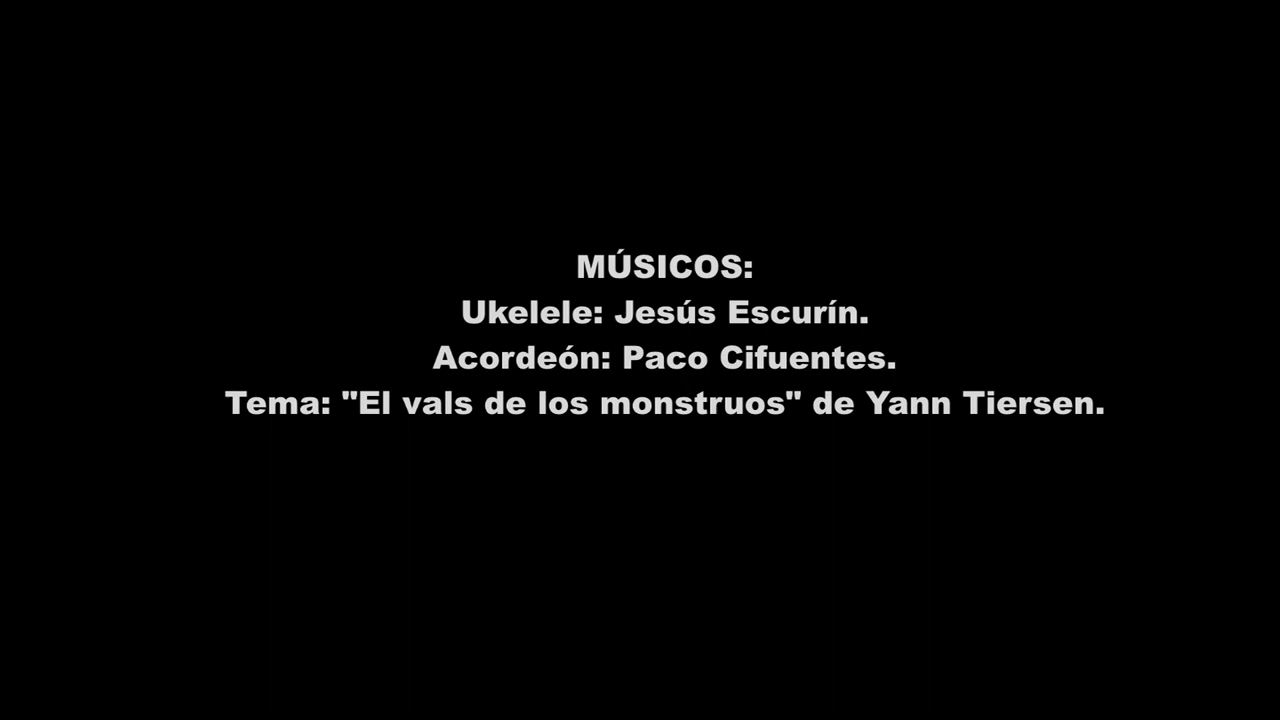 MÚSICOS:
Ukelele: Jesús Escurín.
Acordeón: Paco Cifuentes.
Tema: "El vals de los monstruos" de Yann Tiersen.